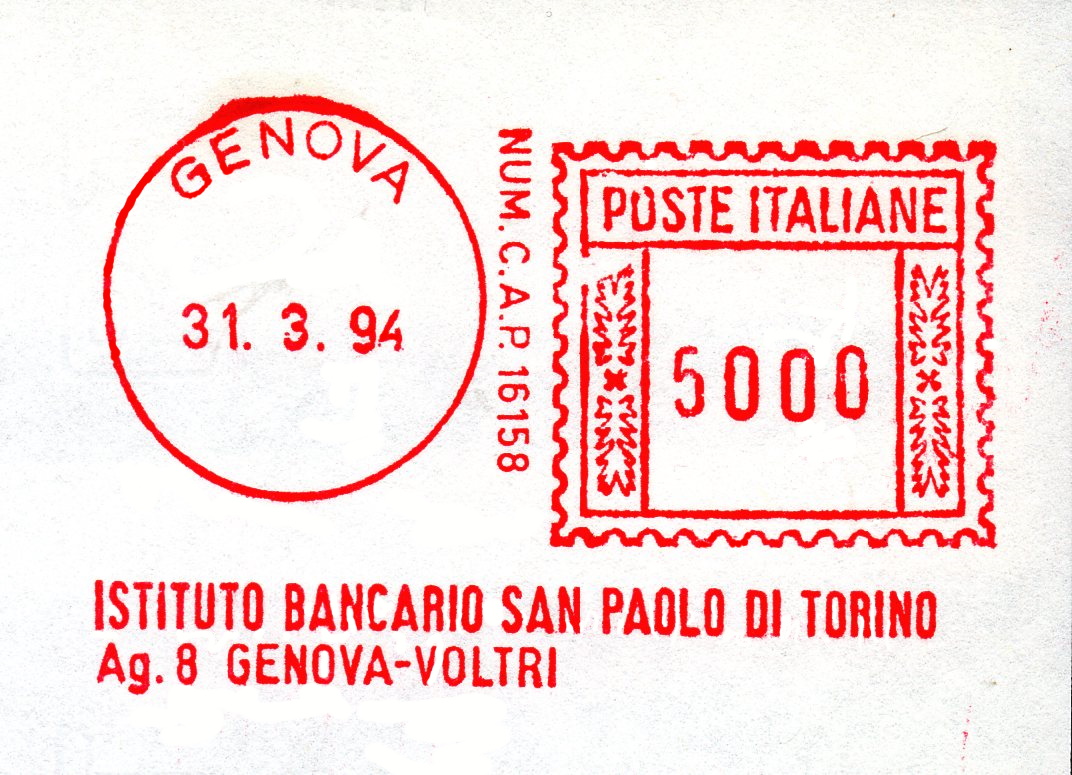 GENOVA
31. 3. 94
NUM. C. A. P. 16158
POSTE ITALIANE
5000
ISTITUTO BANCARIO SAN PAOLO DI TORINO
Ag. 8 GENOVA-VOLTRI